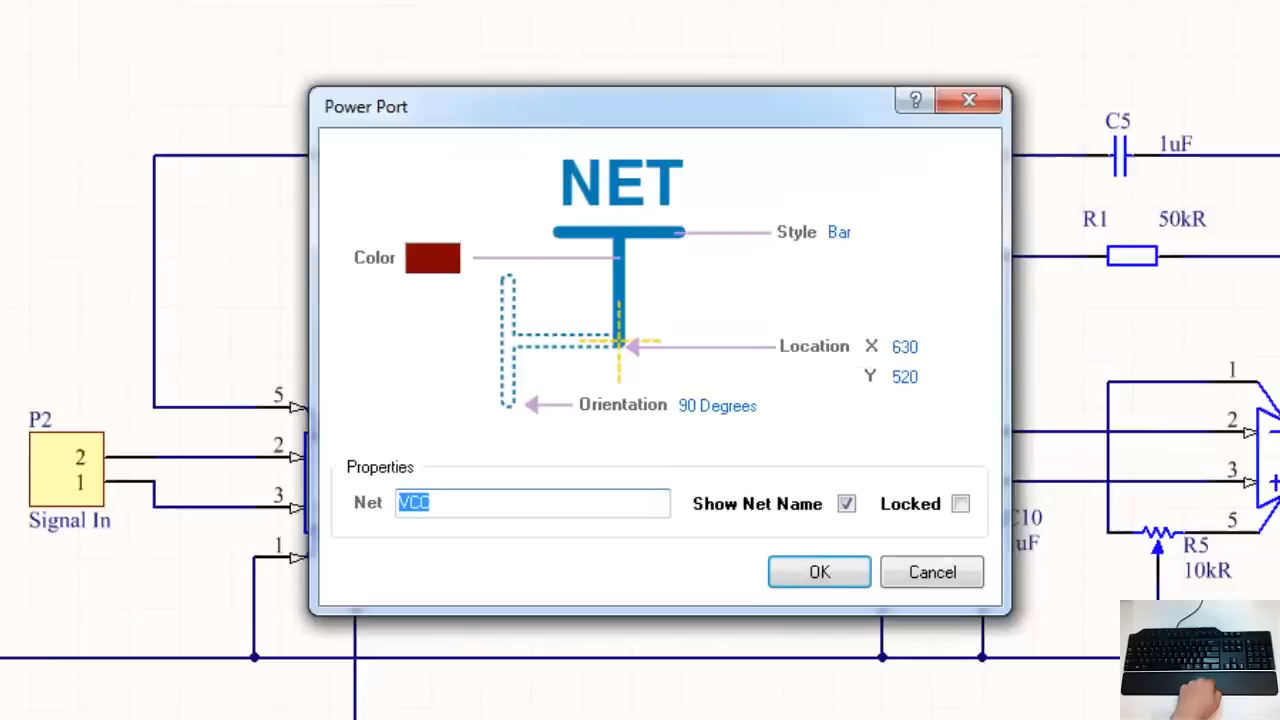 Power Port
?
NET
Color
Style Bar
Location X 630
Y 520
Orientation 90 Degrees
Properties
Net VCC
Show Net Name
Locked
OK
Cancel
P2
2
1
Signal In
5
2
3
1
C5
1uF
R1 50kR
1
2
3
5
R5
10kR